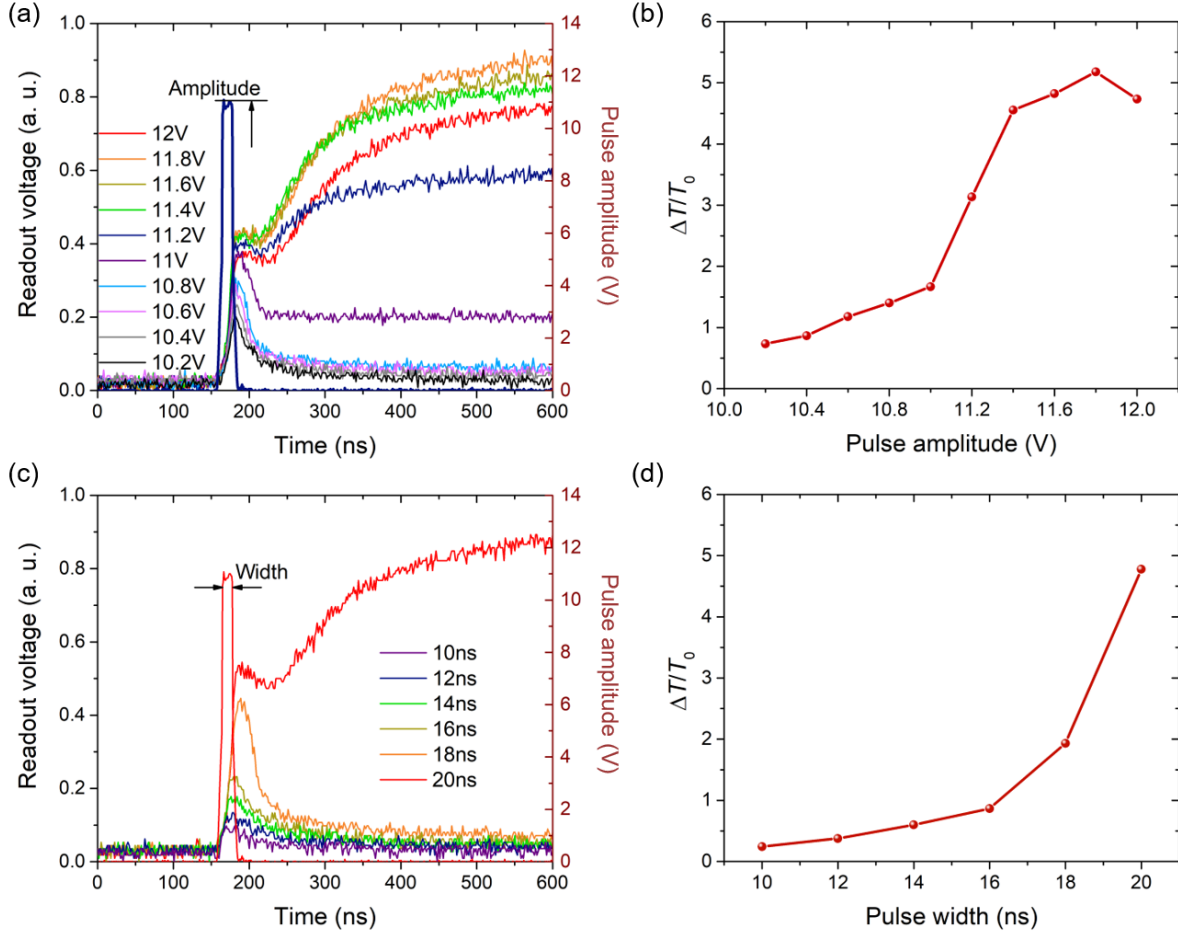 (a)
1.0
0.8
0.6
0.4
0.2
0.0
Readout voltage (a. u.)
Amplitude
12V
11.8V
11.6V
11.4V
11.2V
11V
10.8V
10.6V
10.4V
10.2V
0 100 200 300 400 500 600
Time (ns)
14
12
10
8
6
4
2
0
Pulse amplitude (V)
(b)
6
5
4
3
2
1
0
ΔT/T0
10.0 10.4 10.8 11.2 11.6 12.0
Pulse amplitude (V)
(c)
1.0
0.8
0.6
0.4
0.2
0.0
Readout voltage (a. u.)
Width
10ns
12ns
14ns
16ns
18ns
20ns
0 100 200 300 400 500 600
Time (ns)
14
12
10
8
6
4
2
0
Pulse amplitude (V)
(d)
6
5
4
3
2
1
0
ΔT/T0
10 12 14 16 18 20
Pulse width (ns)